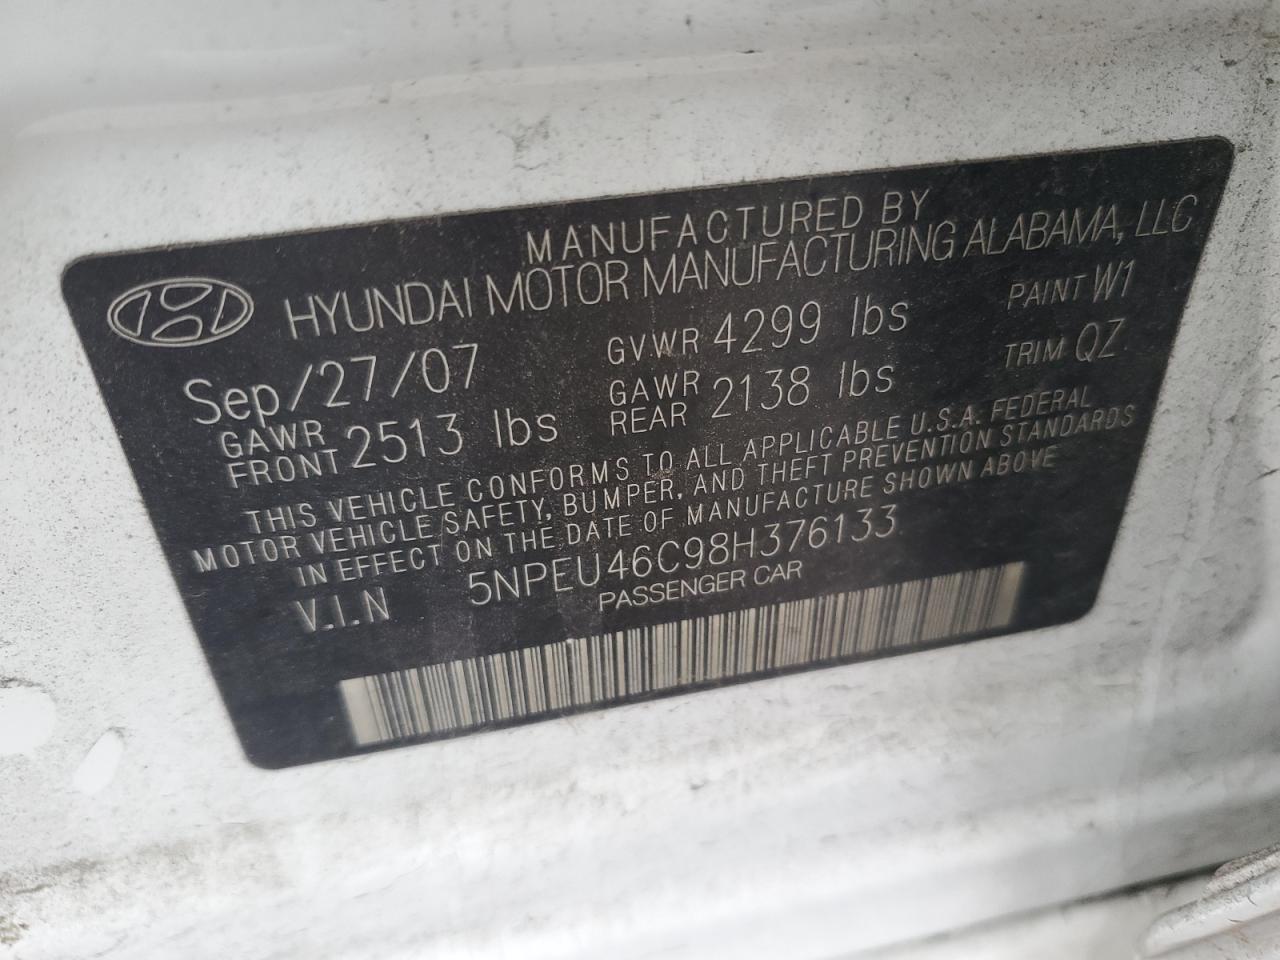 MANUFACTURED BY
HYUNDAI MOTOR MANUFACTURING ALABAMA, LLC
Sep/27/07 GVWR 4299 lbs PAINT W1
GAWR FRONT 2513 lbs GAWR REAR 2138 lbs TRIM QZ
THIS VEHICLE CONFORMS TO ALL APPLICABLE U.S.A. FEDERAL
MOTOR VEHICLE SAFETY, BUMPER, AND THEFT PREVENTION STANDARDS
IN EFFECT ON THE DATE OF MANUFACTURE SHOWN ABOVE
V.I.N 5NPEU46C98H376133
PASSENGER CAR